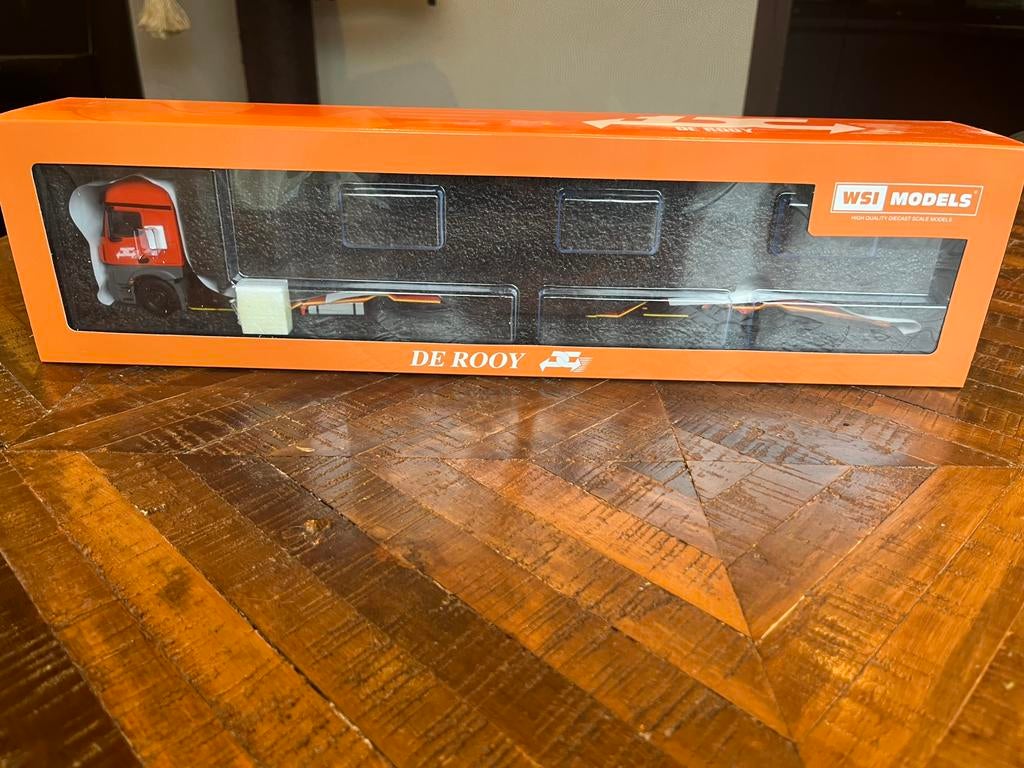 DE ROOY
WSI MODELS®
HIGH QUALITY DIECAST SCALE MODELS
DE ROOY